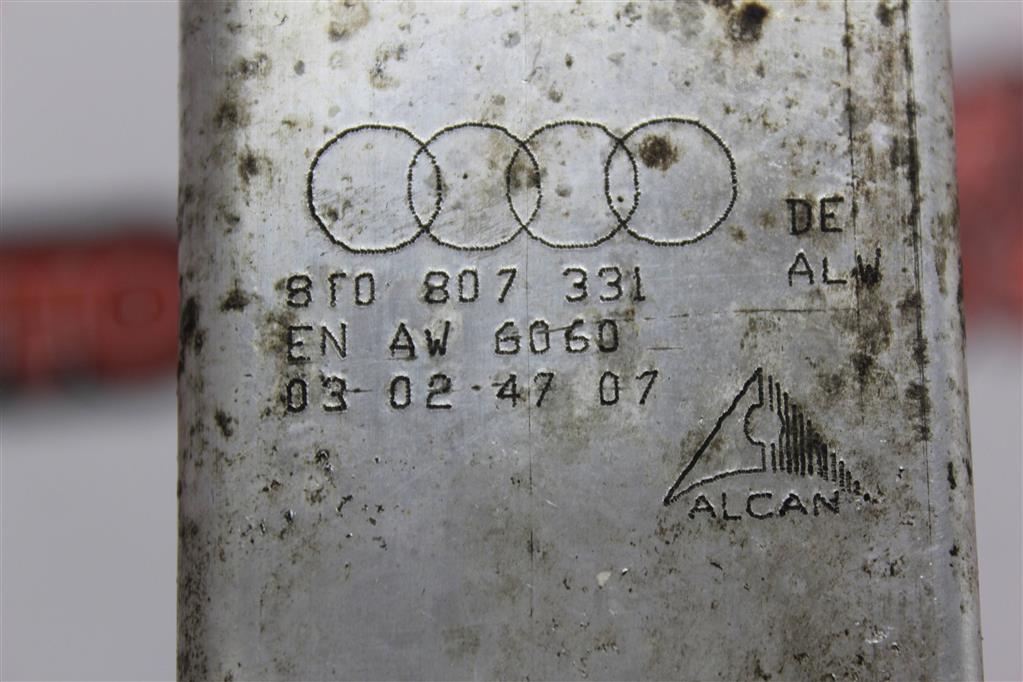 DE
ALW
8T0 807 331
EN AW 6060
03 02 47 07
ALCAN